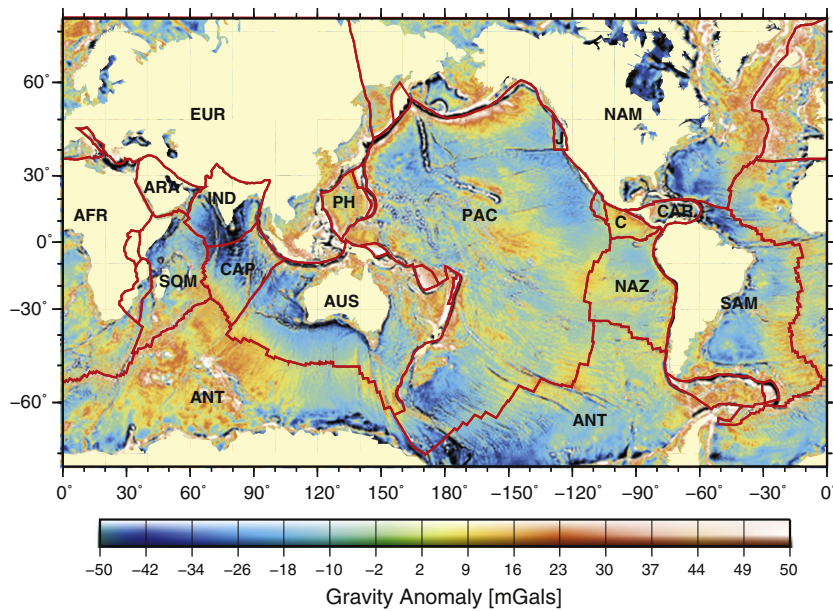 60°
30°
0°
−30°
−60°
EUR
NAM
J
ARA
IND
PH
AFR
PAC
C
CAR
SOM
CAP
AUS
NAZ
SAM
ANT
ANT
0° 30° 60° 90° 120° 150° 180° −150° −120° −90° −60° −30° 0°
−50 −42 −34 −26 −18 −10 −2 2 9 16 23 30 37 44 49 50
Gravity Anomaly [mGals]